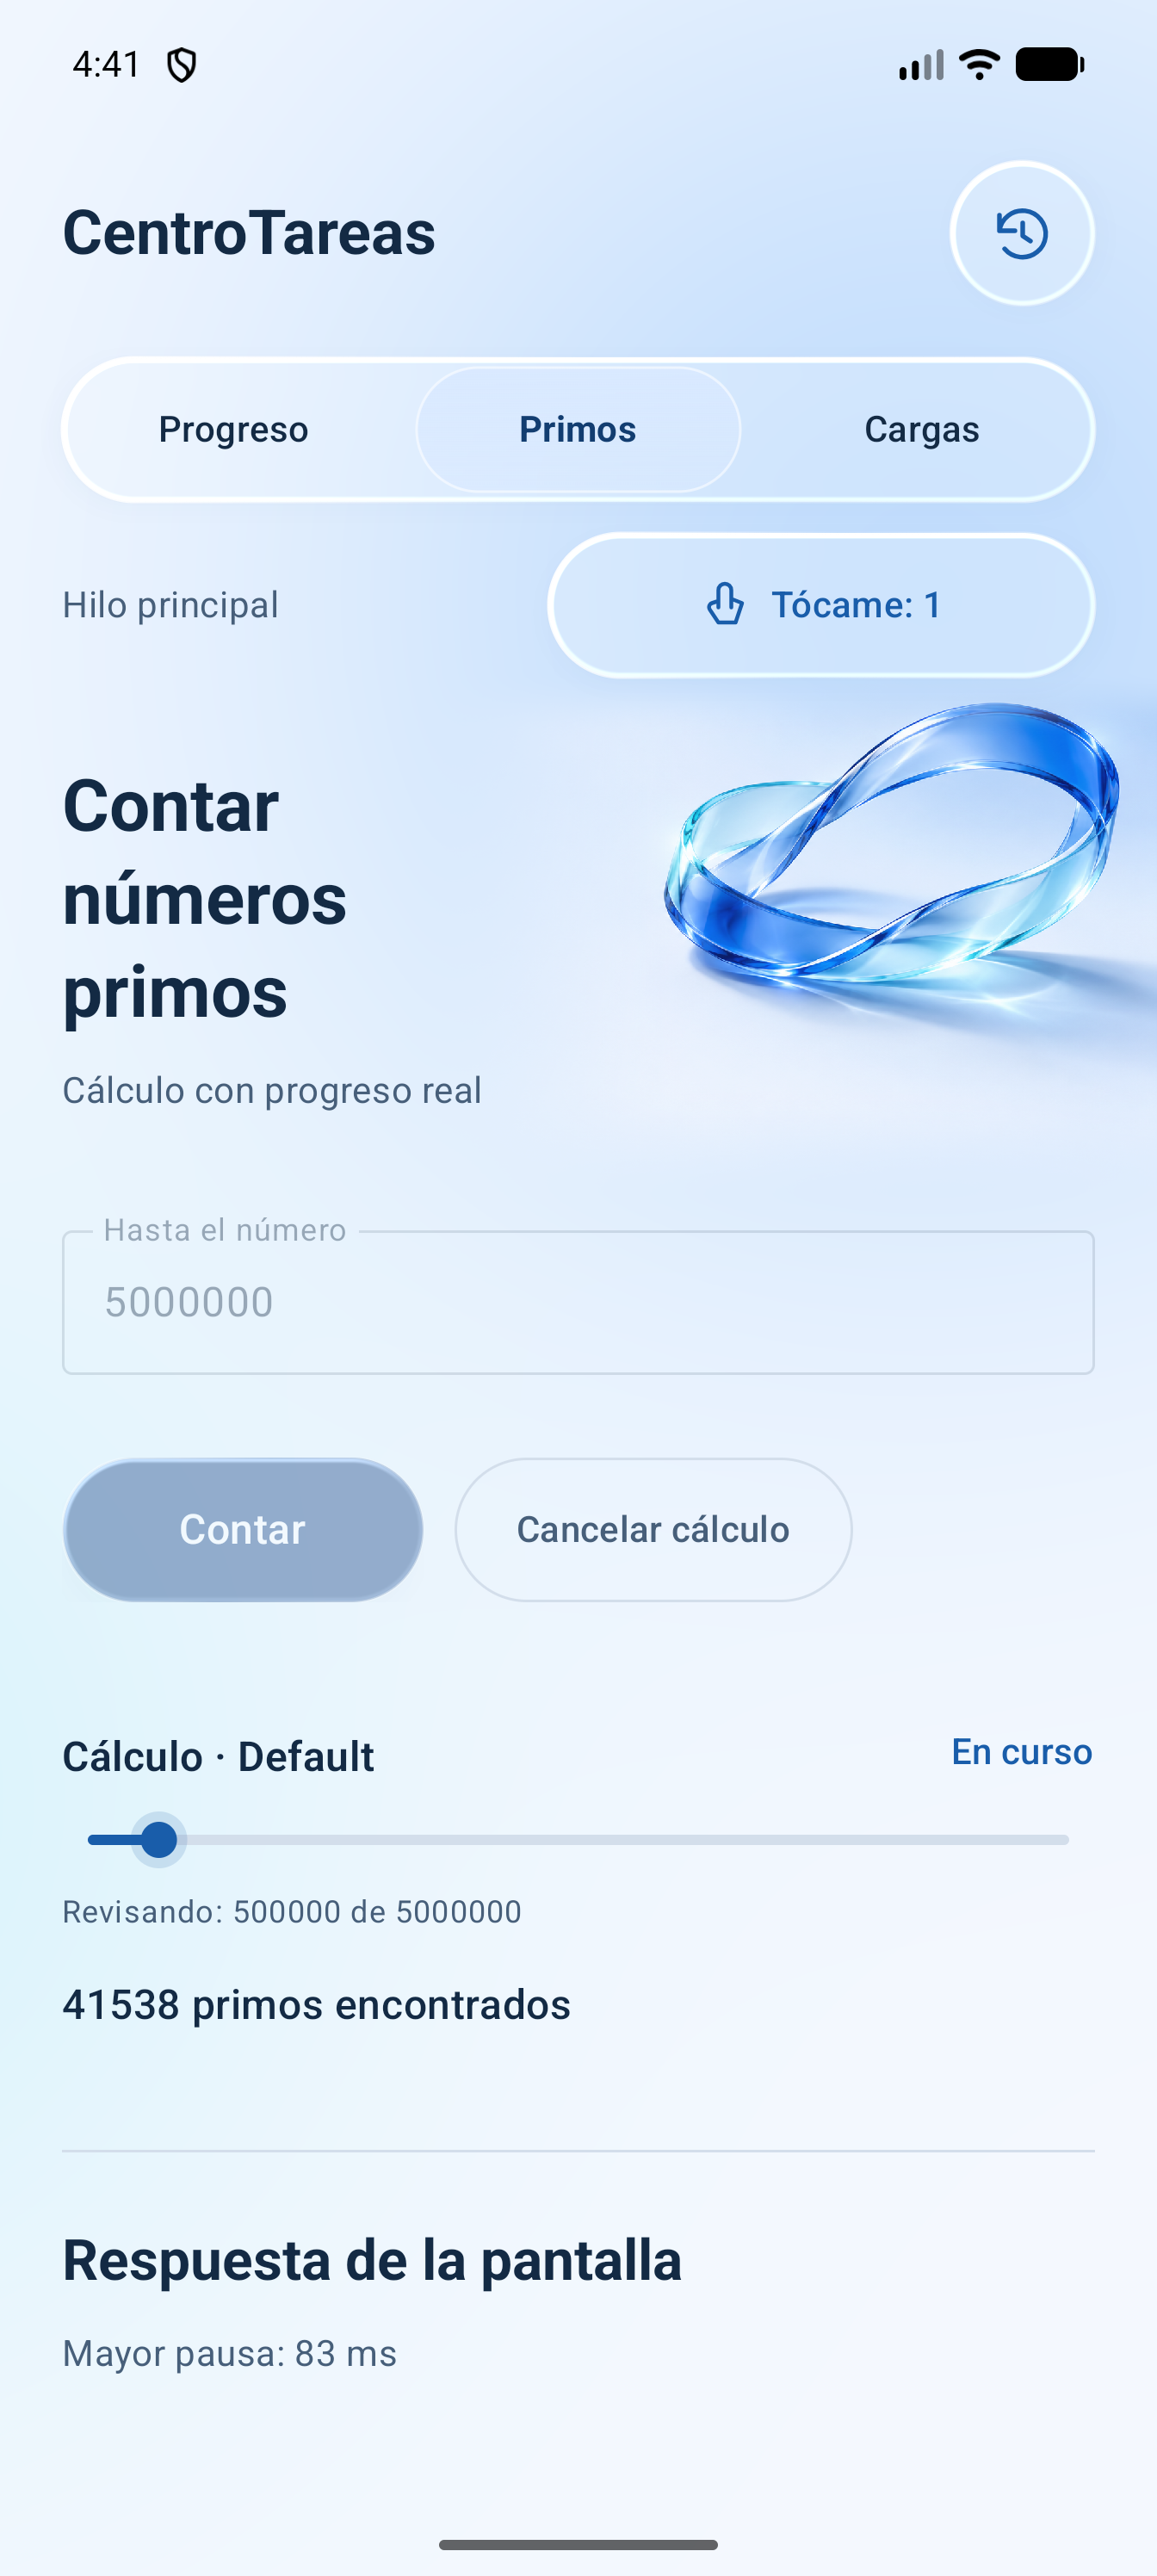 4:41
CentroTareas
Progreso
Primos
Cargas
Hilo principal
Tócame: 1
Contar
números
primos
Cálculo con progreso real
Hasta el número
5000000
Contar
Cancelar cálculo
Cálculo · Default
En curso
Revisando: 500000 de 5000000
41538 primos encontrados
Respuesta de la pantalla
Mayor pausa: 83 ms